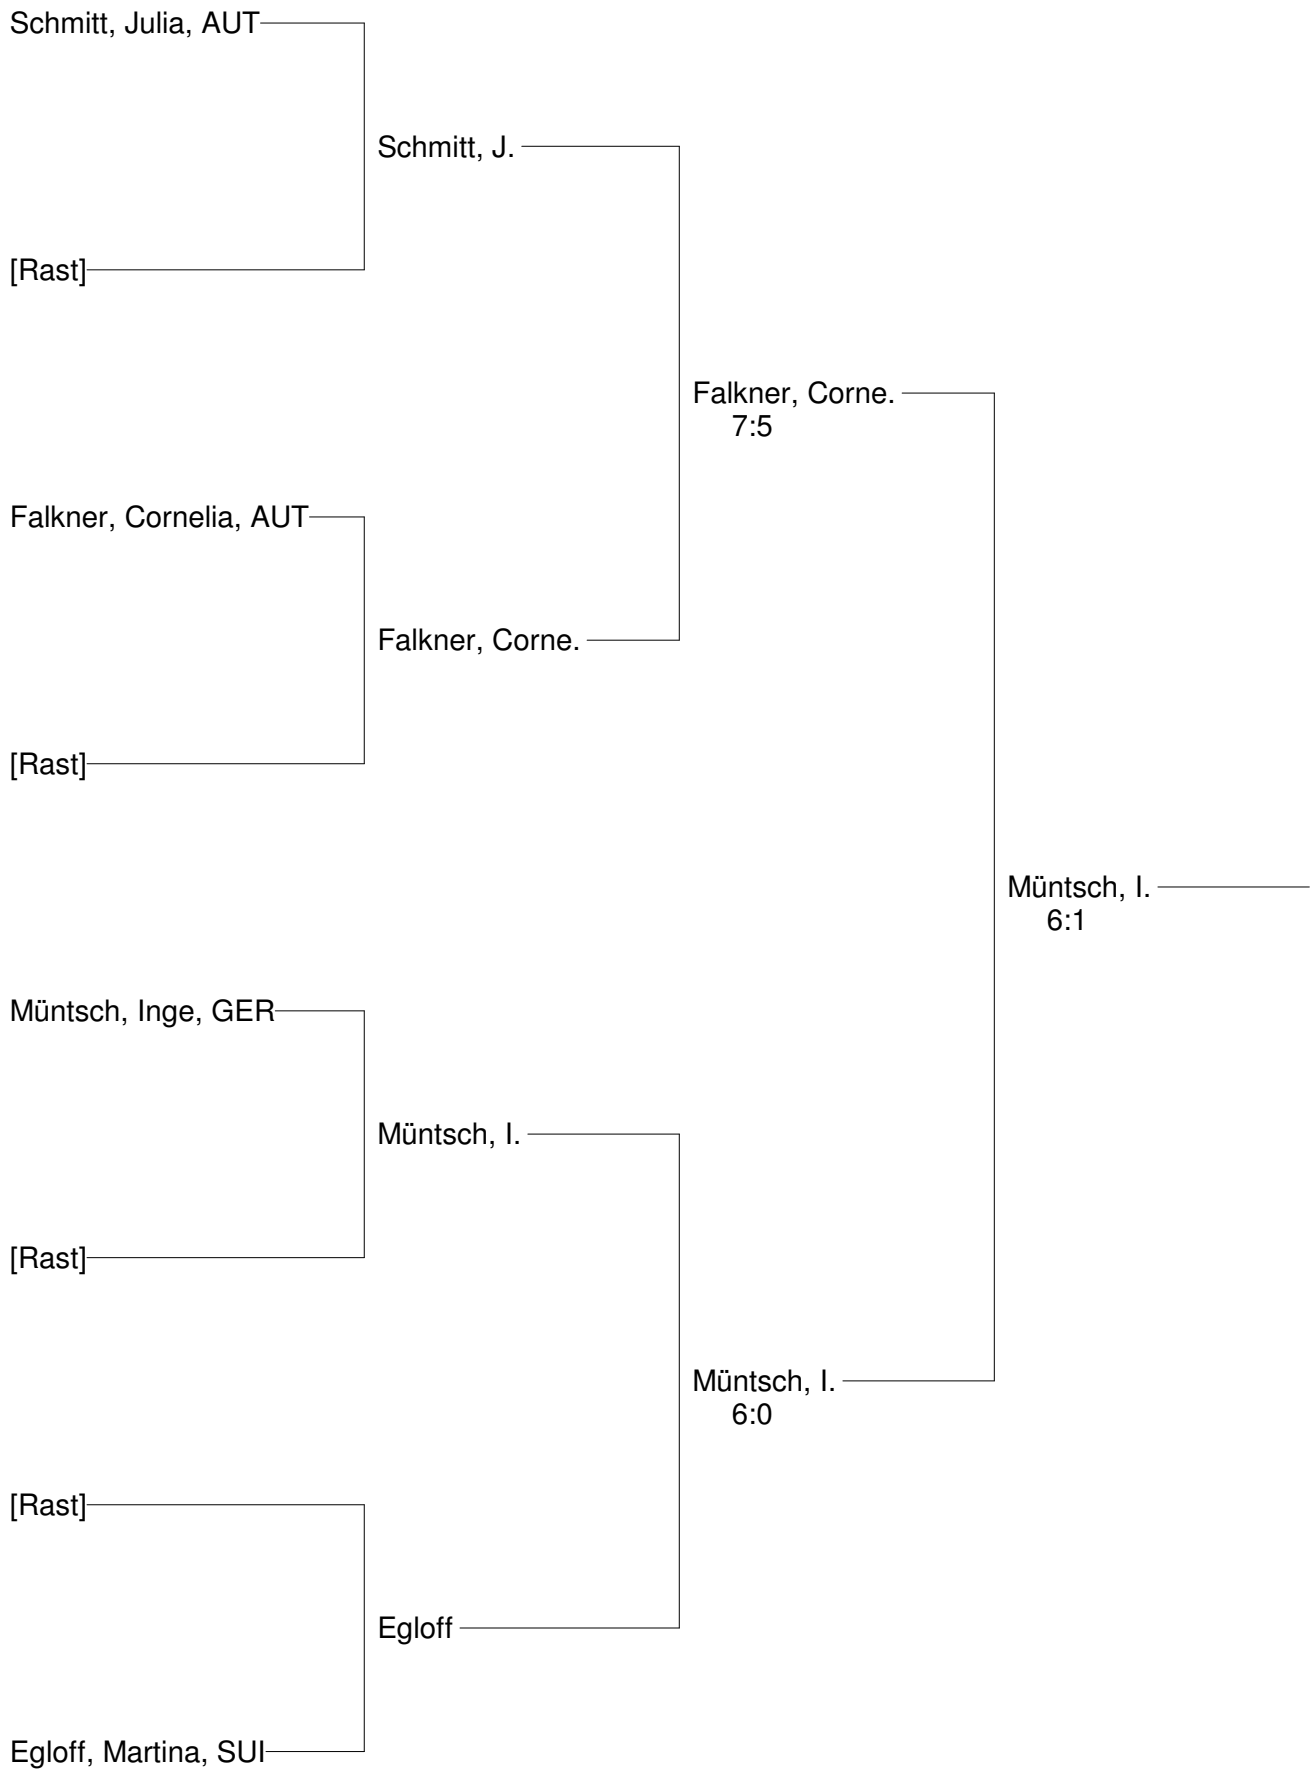 Schmitt, Julia, AUT
Schmitt, J.
[Rast]
Falkner, Corne.
7:5
Falkner, Cornelia, AUT
Falkner, Corne.
[Rast]
Müntsch, I.
6:1
Müntsch, Inge, GER
Müntsch, I.
[Rast]
Müntsch, I.
6:0
[Rast]
Egloff
Egloff, Martina, SUI